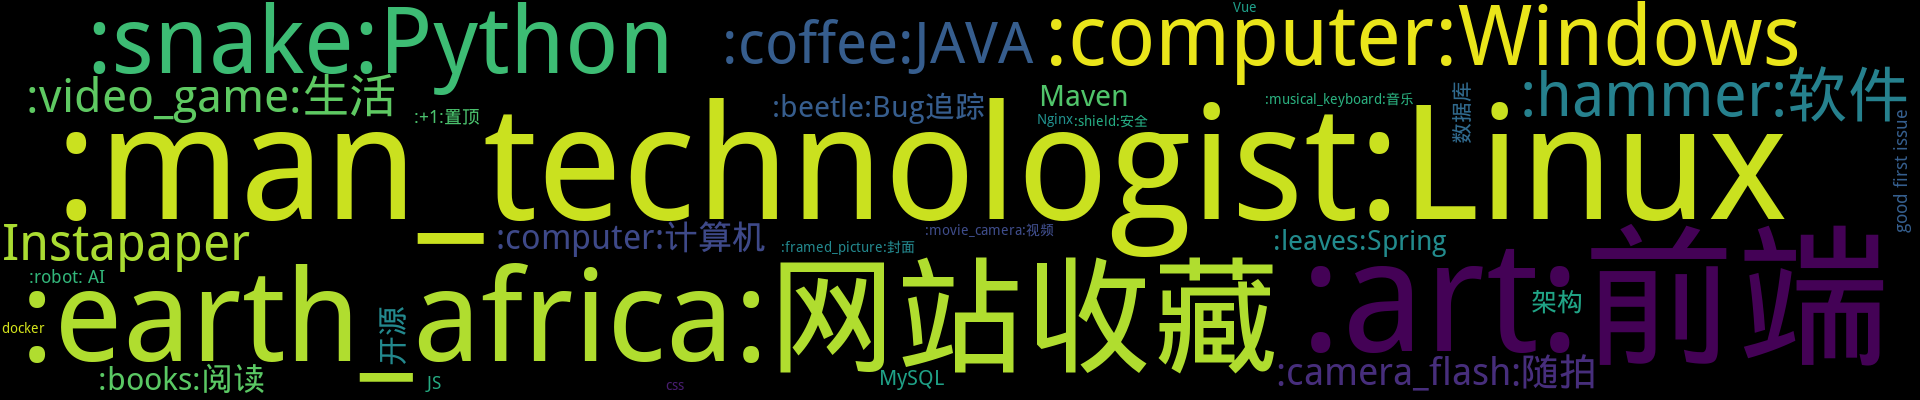 Vue
:snake:Python
:coffee:JAVA
:computer:Windows
:video_game:生活
:+1:置顶
:beetle:Bug追踪
Maven
:musical_keyboard:音乐
:hammer:软件
Nginx
:shield:安全
数据库
good first issue
:man_technologist:Linux
Instapaper
:computer:计算机
:framed_picture:封面
:movie_camera:视频
:leaves:Spring
:robot: AI
:earth_africa:网站收藏
:art:前端
架构
docker
开源
:books:阅读
JS
css
MySQL
:camera_flash:随拍